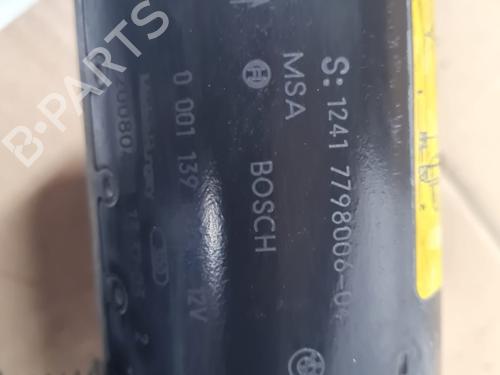 B-PARTS
S: 1241 7798006-04
MSA
BOSCH
0 001 139
12V